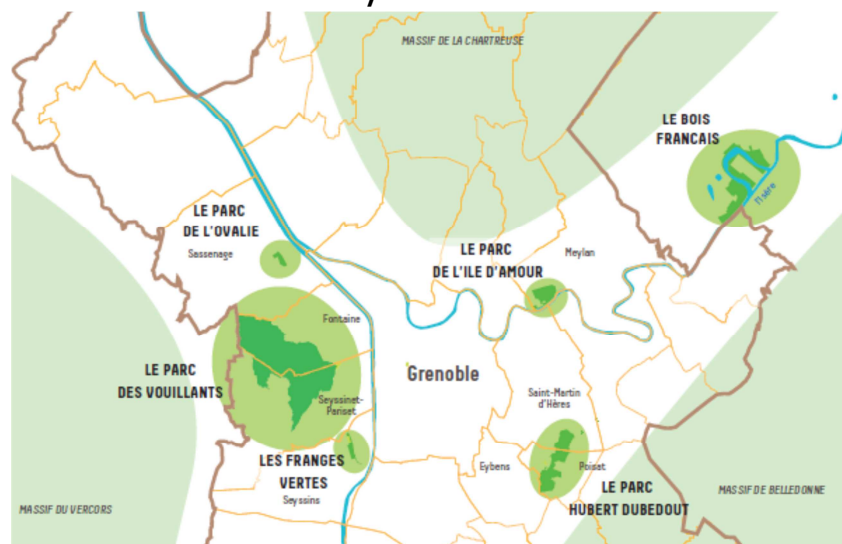 MASSIF DE LA CHARTREUSE
LE BOIS
FRANCAIS
l'Isère
LE PARC
DE L'OVALIE
Sassenage
LE PARC
DE L'ILE D'AMOUR
Meylan
Fontaine
LE PARC
DES VOUILLANTS
Grenoble
Seyssinet-
Pariset
Saint-Martin
d'Hères
LES FRANGES
VERTES
Seyssins
Eybens
Poisat
LE PARC
HUBERT DUBEDOUT
MASSIF DE BELLEDONNE
MASSIF DU VERCORS